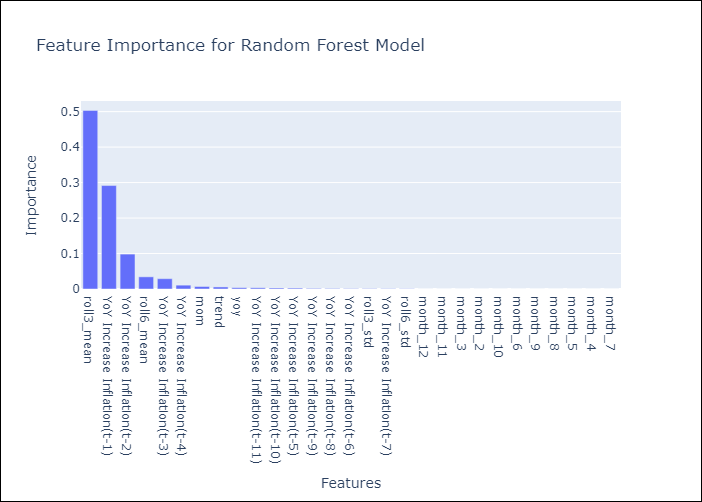 Feature Importance for Random Forest Model
0.5
0.4
0.3
0.2
0.1
0
Importance
roll3_mean
YoY Increase Inflation(t-1)
YoY Increase Inflation(t-2)
roll6_mean
YoY Increase Inflation(t-3)
YoY Increase Inflation(t-4)
mom
trend
yoy
YoY Increase Inflation(t-11)
YoY Increase Inflation(t-10)
YoY Increase Inflation(t-5)
YoY Increase Inflation(t-9)
YoY Increase Inflation(t-8)
YoY Increase Inflation(t-6)
roll3_std
YoY Increase Inflation(t-7)
roll6_std
month_12
month_11
month_3
month_2
month_10
month_6
month_9
month_8
month_5
month_4
month_7
Features